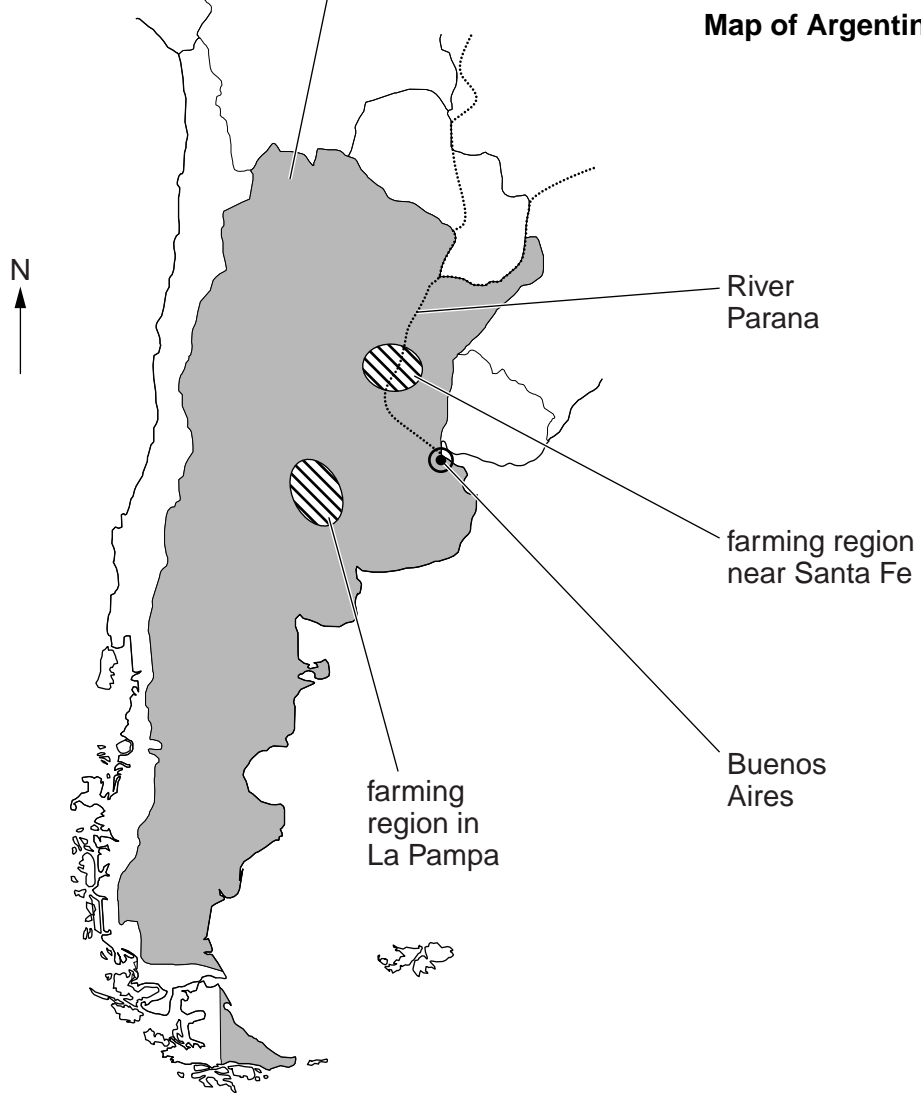 Map of Argentin
N
River
Parana
farming region
near Santa Fe
Buenos
Aires
farming
region in
La Pampa